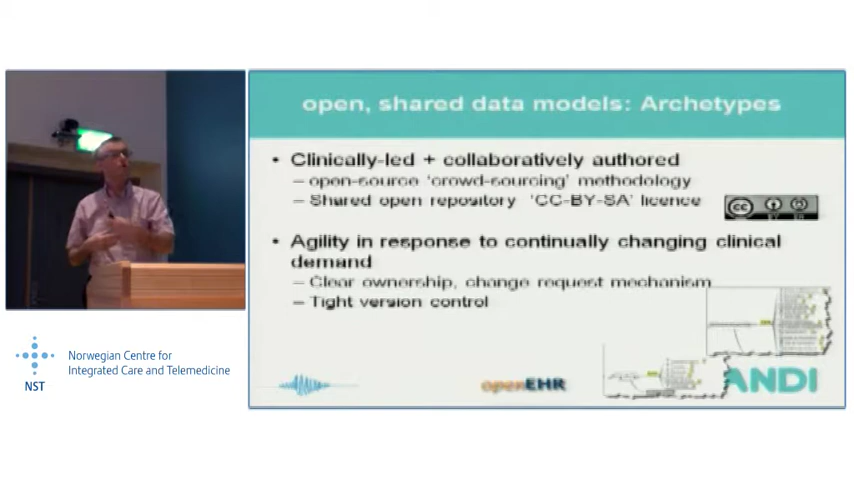 open, shared data models: Archetypes
• Clinically-led + collaboratively authored
– open-source 'crowd-sourcing' methodology
– Shared open repository 'CC-BY-SA' licence
• Agility in response to continually changing clinical
demand
– Clear ownership, change request mechanism
– Tight version control
openEHR
ANDI
Norwegian Centre for
Integrated Care and Telemedicine
NST